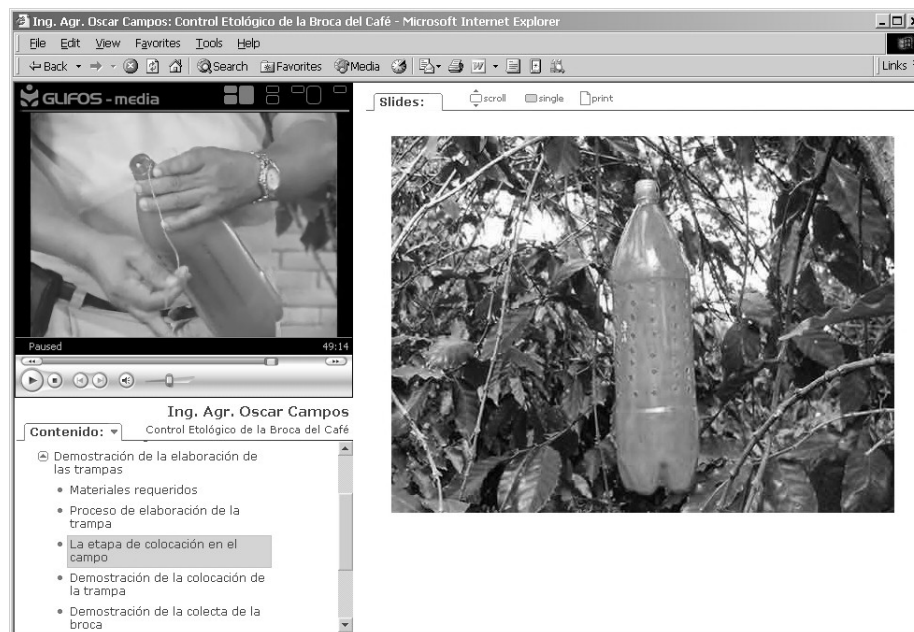 Ing. Agr. Oscar Campos: Control Etológico de la Broca del Café - Microsoft Internet Explorer
File Edit View Favorites Tools Help
Back Search Favorites Media Links
GLIFOS - media
Slides: scroll single print
Paused 49:14
Ing. Agr. Oscar Campos
Contenido: Control Etológico de la Broca del Café
Demostración de la elaboración de
las trampas
Materiales requeridos
Proceso de elaboración de la
trampa
La etapa de colocación en el
campo
Demostración de la colocación de
la trampa
Demostración de la colecta de la
broca